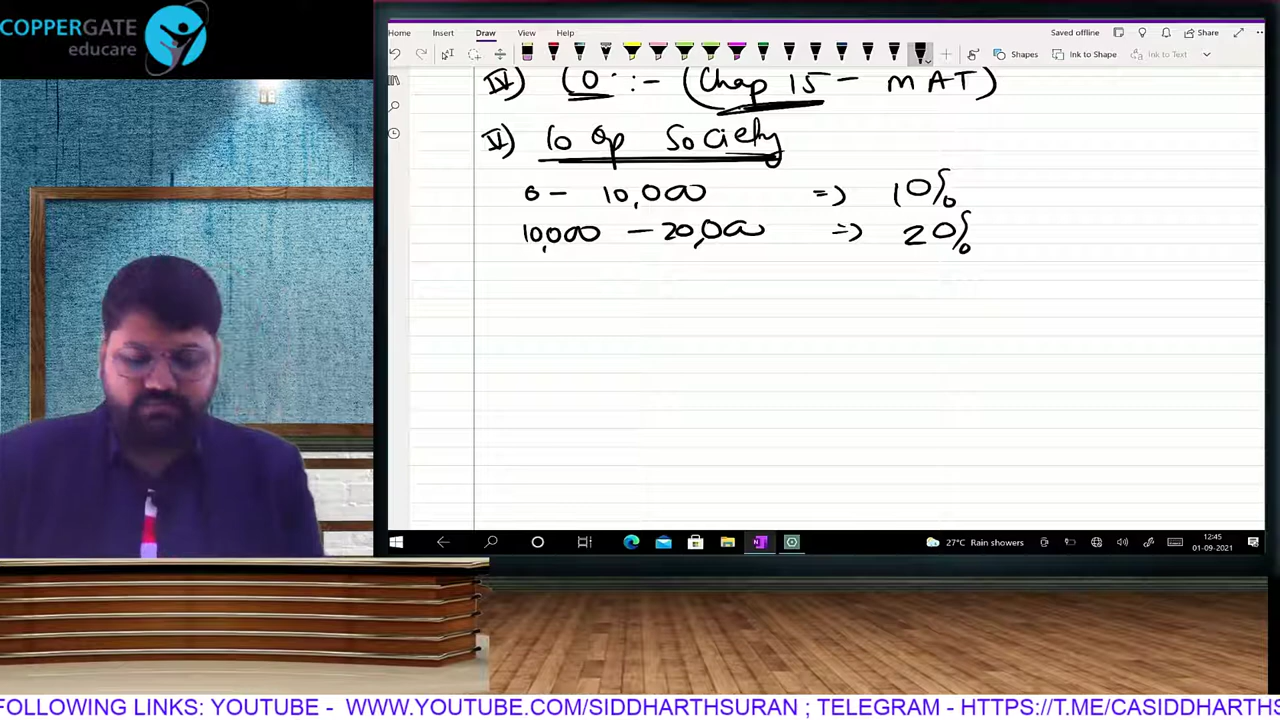 COPPERGATE
educare
Home Insert Draw View Help
Saved offline
Share
Shapes
Ink to Shape
Ink to Text
IV) CO :- (Chap 15 - MAT)
V) Co op Society
0 - 10,000 => 10%
10,000 - 20,000 => 20%
27°C Rain showers
12:45
01-09-2021
FOLLOWING LINKS: YOUTUBE - WWW.YOUTUBE.COM/SIDDHARTHSURAN ; TELEGRAM - HTTPS://T.ME/CASIDDHARTHS